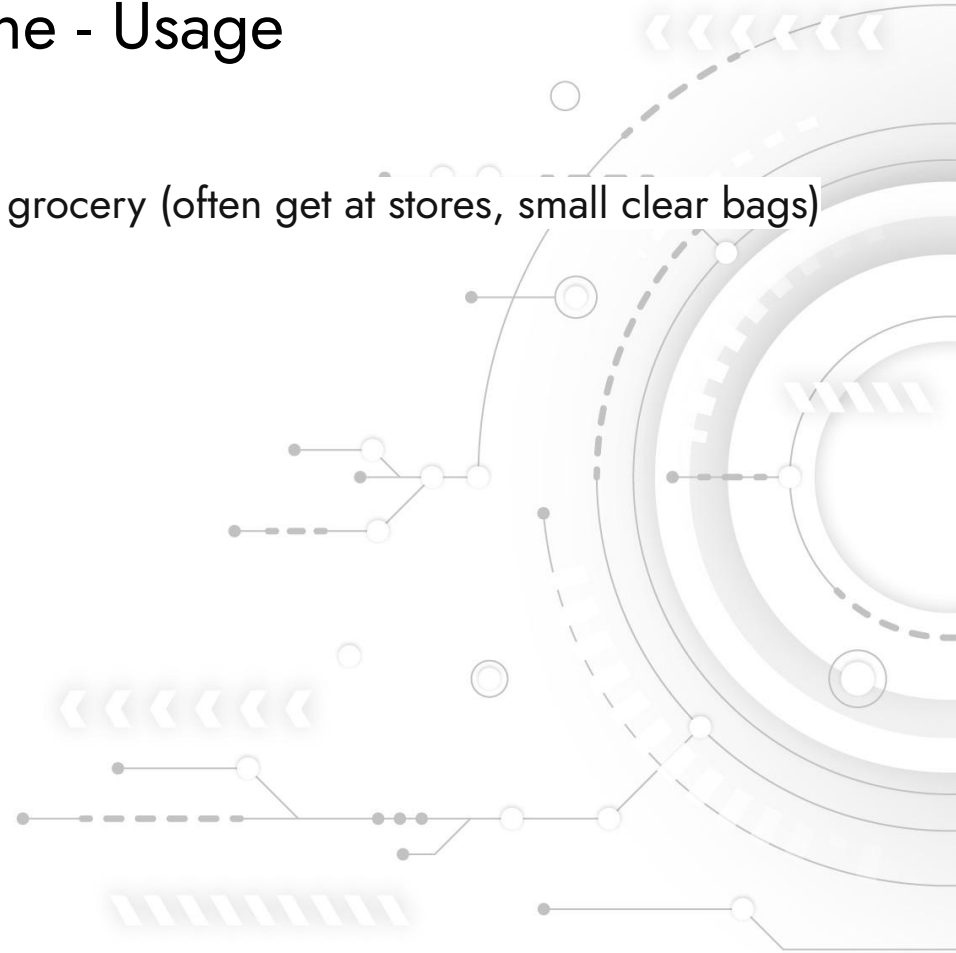 ne - Usage
grocery (often get at stores, small clear bags)